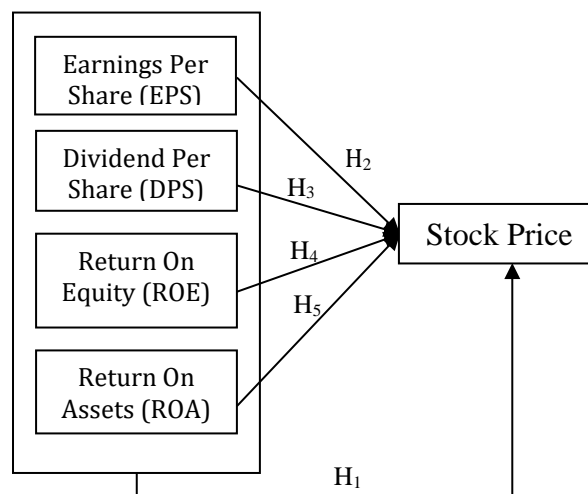 Earnings Per
Share (EPS)
H₂
Dividend Per
Share (DPS)
H₃
Stock Price
Return On
Equity (ROE)
H₄
H₅
Return On
Assets (ROA)
H₁